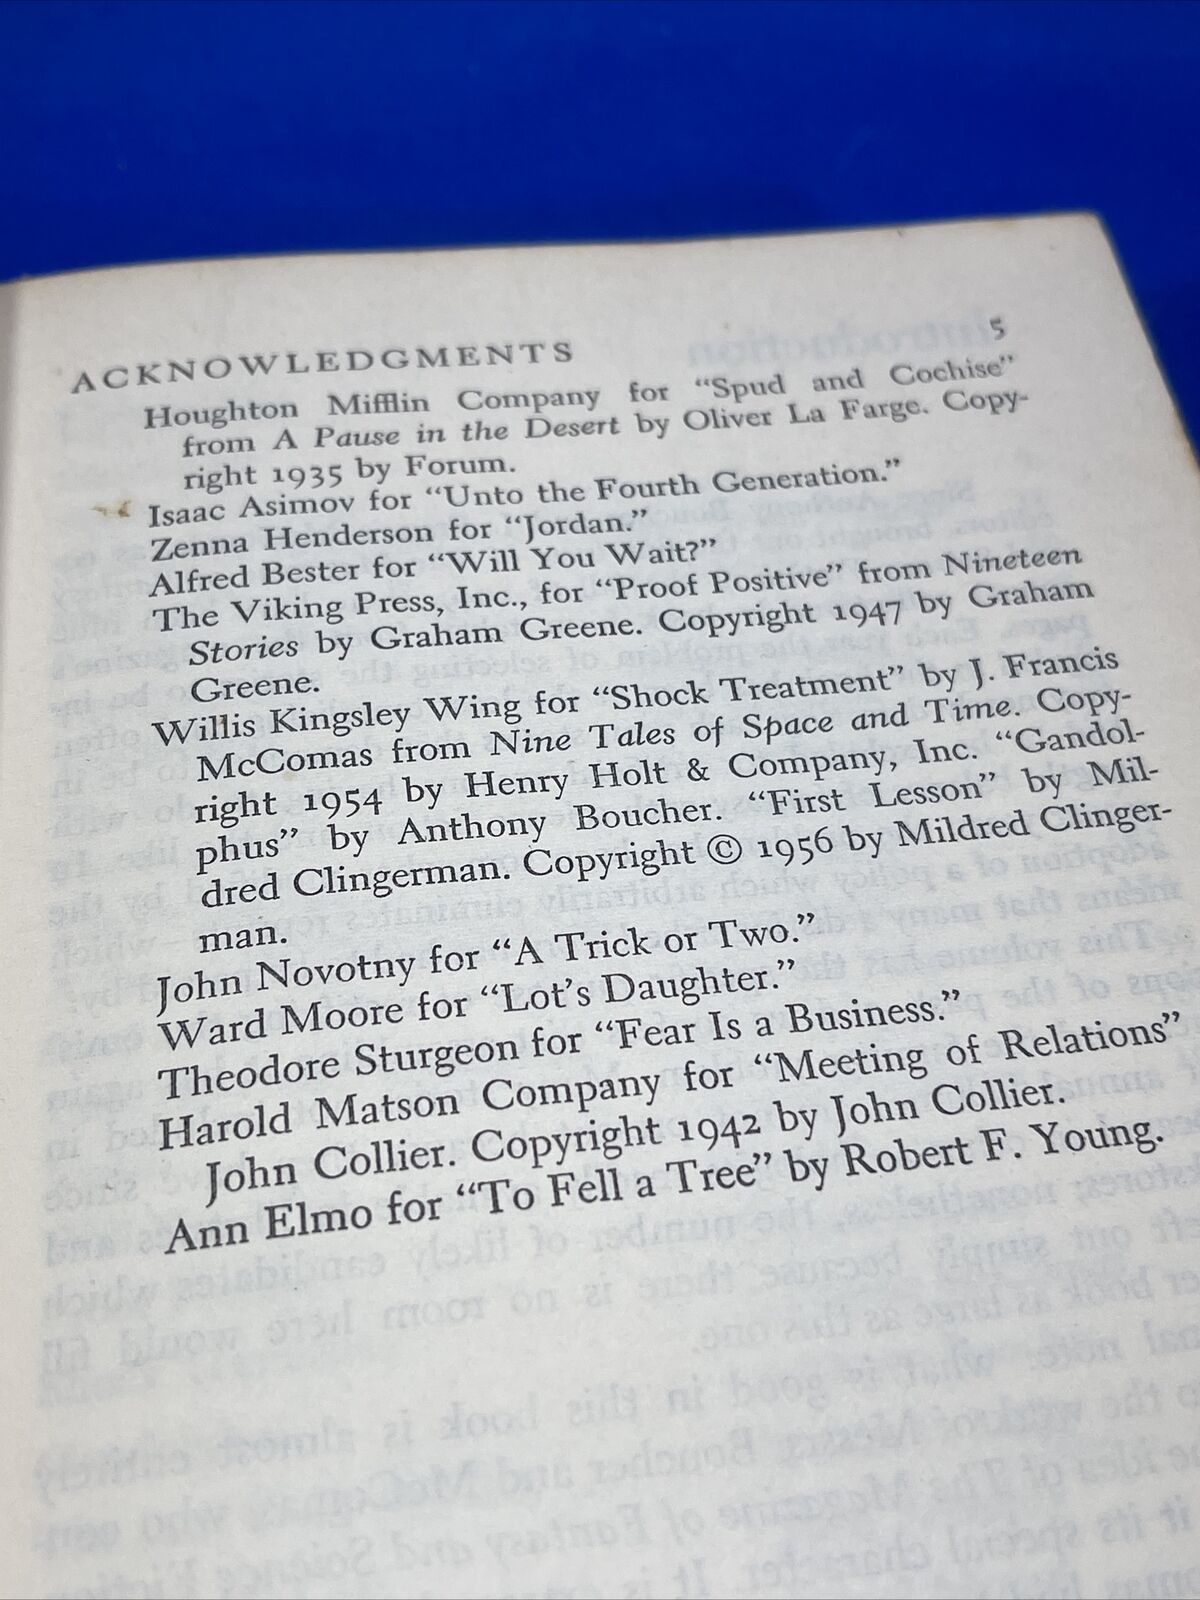 ACKNOWLEDGMENTS 5
Houghton Mifflin Company for “Spud and Cochise”
from A Pause in the Desert by Oliver La Farge. Copy-
right 1935 by Forum.
Isaac Asimov for “Unto the Fourth Generation.”
Zenna Henderson for “Jordan.”
Alfred Bester for “Will You Wait?”
The Viking Press, Inc., for “Proof Positive” from Nineteen
Stories by Graham Greene. Copyright 1947 by Graham
Greene.
Willis Kingsley Wing for “Shock Treatment” by J. Francis
McComas from Nine Tales of Space and Time. Copy-
right 1954 by Henry Holt & Company, Inc. “Gandol-
phus” by Anthony Boucher. “First Lesson” by Mil-
dred Clingerman. Copyright © 1956 by Mildred Clinger-
man.
John Novotny for “A Trick or Two.”
Ward Moore for “Lot’s Daughter.”
Theodore Sturgeon for “Fear Is a Business.”
Harold Matson Company for “Meeting of Relations”
John Collier. Copyright 1942 by John Collier.
Ann Elmo for “To Fell a Tree” by Robert F. Young.